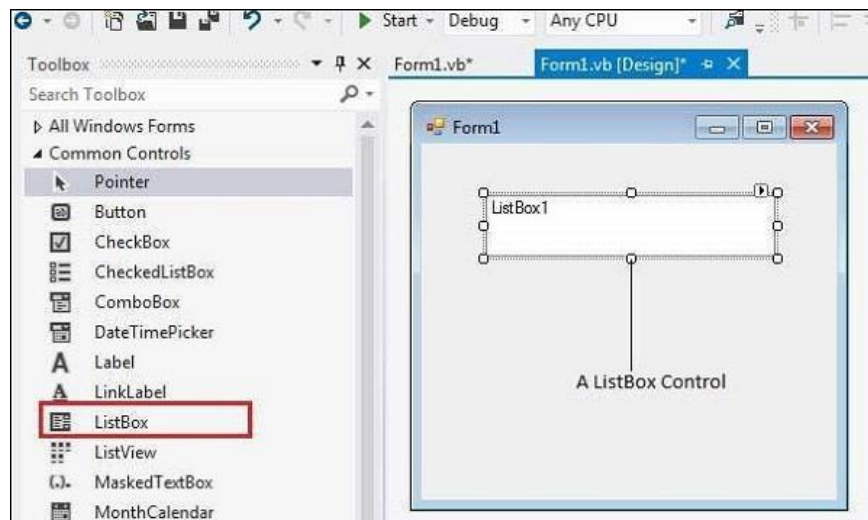 Start Debug Any CPU
Toolbox
Form1.vb* Form1.vb [Design]*
Search Toolbox
All Windows Forms
Common Controls
Pointer
Button
CheckBox
CheckedListBox
ComboBox
DateTimePicker
A Label
A LinkLabel
ListBox
ListView
(.). MaskedTextBox
MonthCalendar
Form1
ListBox1
A ListBox Control